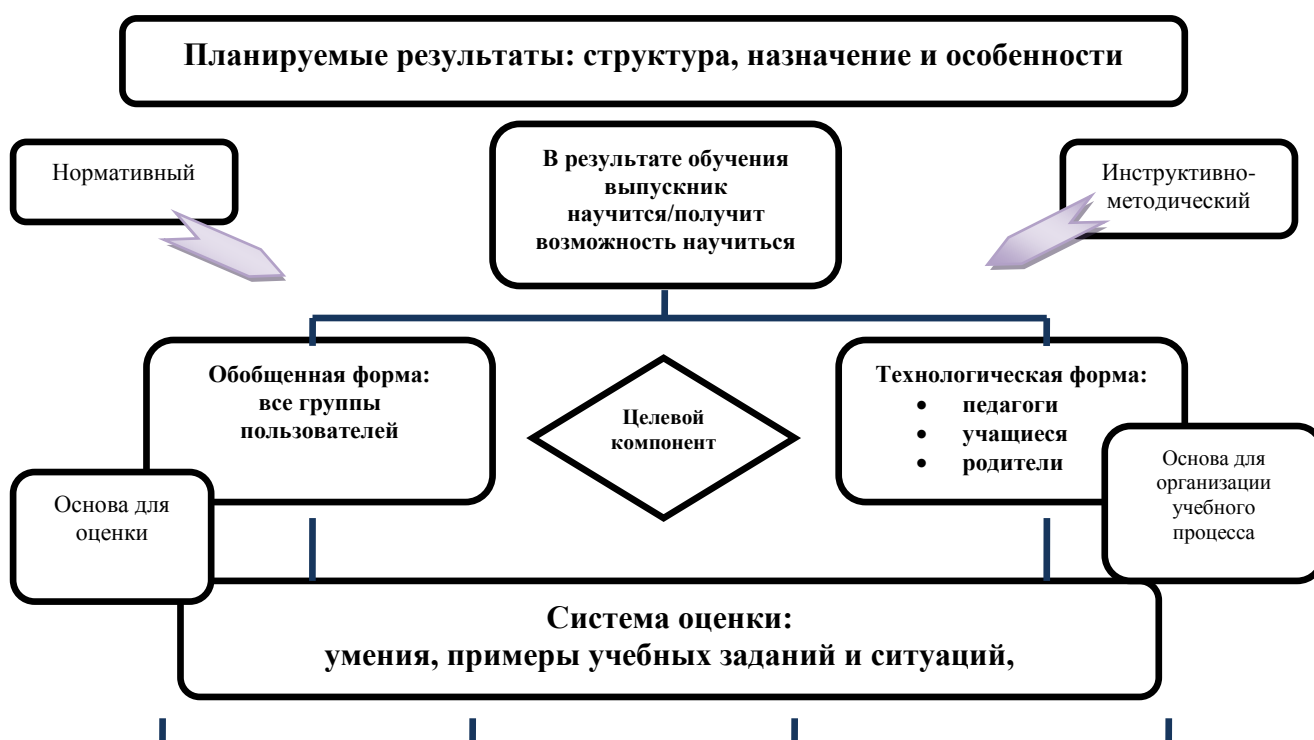 Планируемые результаты: структура, назначение и особенности
Нормативный
В результате обучения
выпускник
научится/получит
возможность научиться
Инструктивно-
методический
Обобщенная форма:
все группы
пользователей
Целевой
компонент
Технологическая форма:
• педагоги
• учащиеся
• родители
Основа для
оценки
Основа для
организации
учебного
процесса
Система оценки:
умения, примеры учебных заданий и ситуаций,